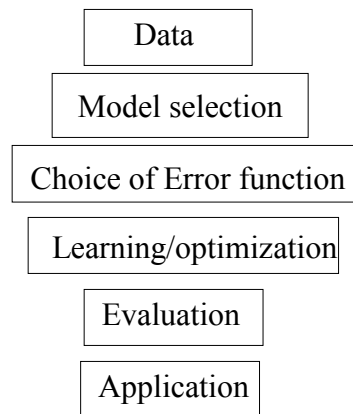 Data
Model selection
Choice of Error function
Learning/optimization
Evaluation
Application